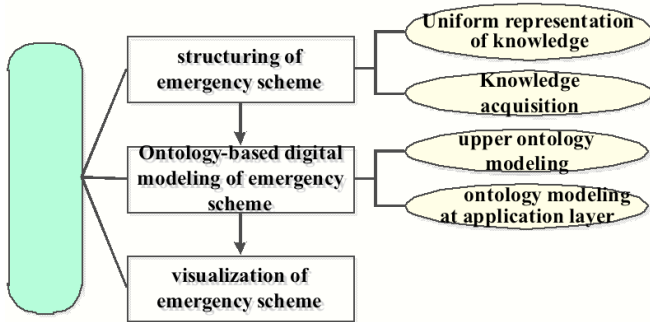 Uniform representation
of knowledge
structuring of
emergency scheme
Knowledge
acquisition
Ontology-based digital
modeling of emergency
scheme
upper ontology
modeling
ontology modeling
at application layer
visualization of
emergency scheme